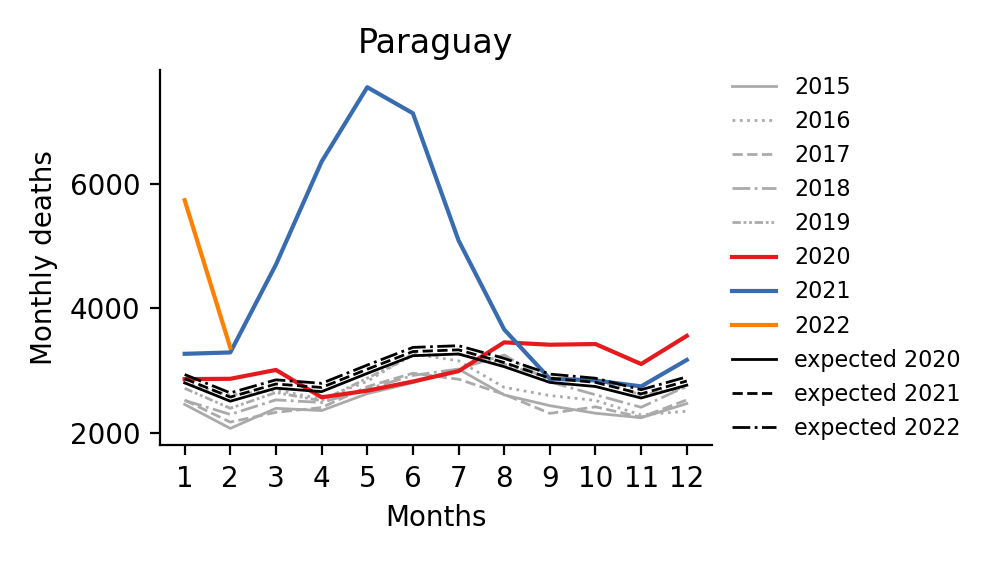 Paraguay
Monthly deaths
6000
4000
2000
1 2 3 4 5 6 7 8 9 10 11 12
Months
2015
2016
2017
2018
2019
2020
2021
2022
expected 2020
expected 2021
expected 2022